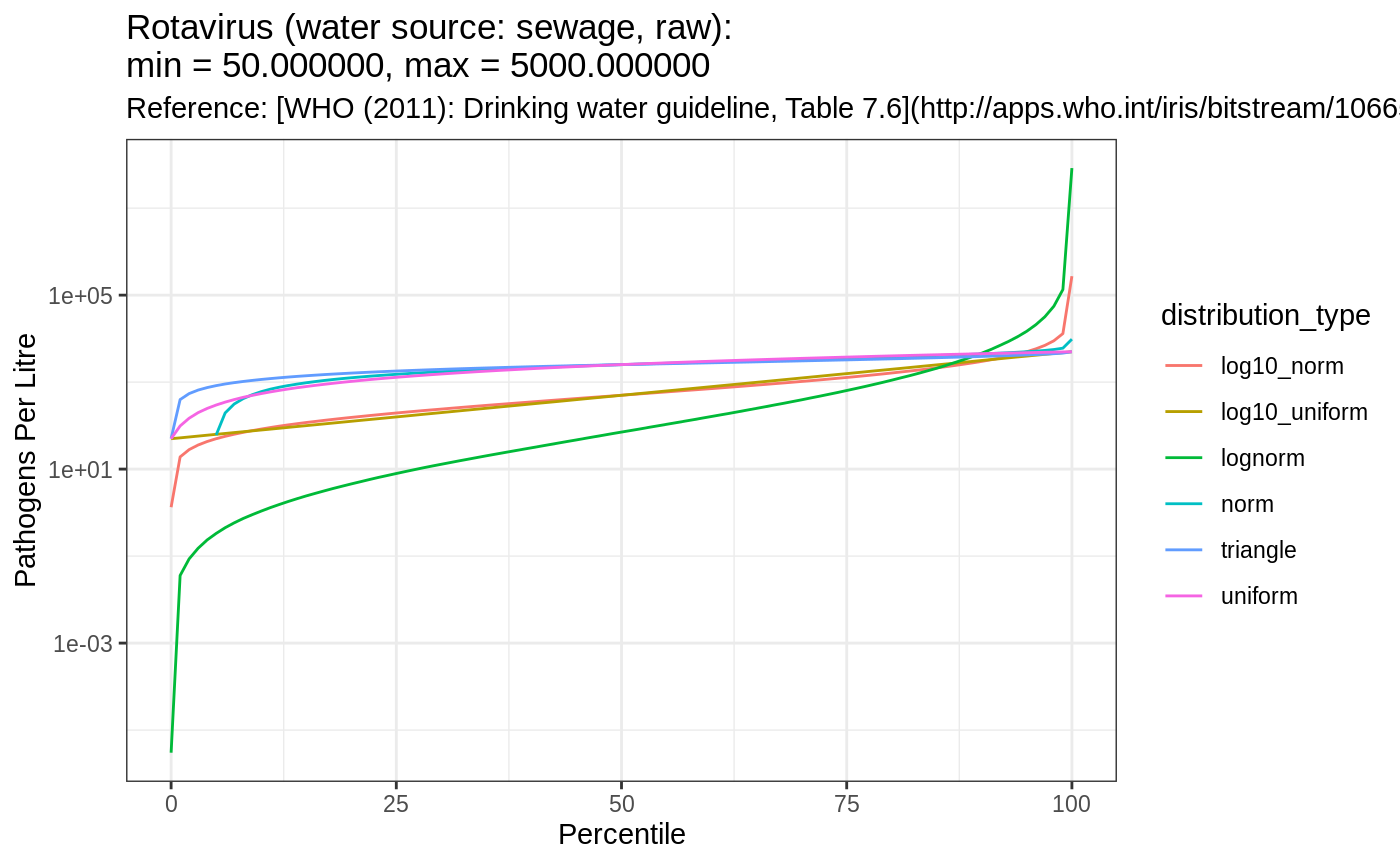 Rotavirus (water source: sewage, raw):
min = 50.000000, max = 5000.000000
Reference: [WHO (2011): Drinking water guideline, Table 7.6](http://apps.who.int/iris/bitstream/1066
Pathogens Per Litre
1e+05
1e+01
1e-03
0 25 50 75 100
Percentile
distribution_type
log10_norm
log10_uniform
lognorm
norm
triangle
uniform